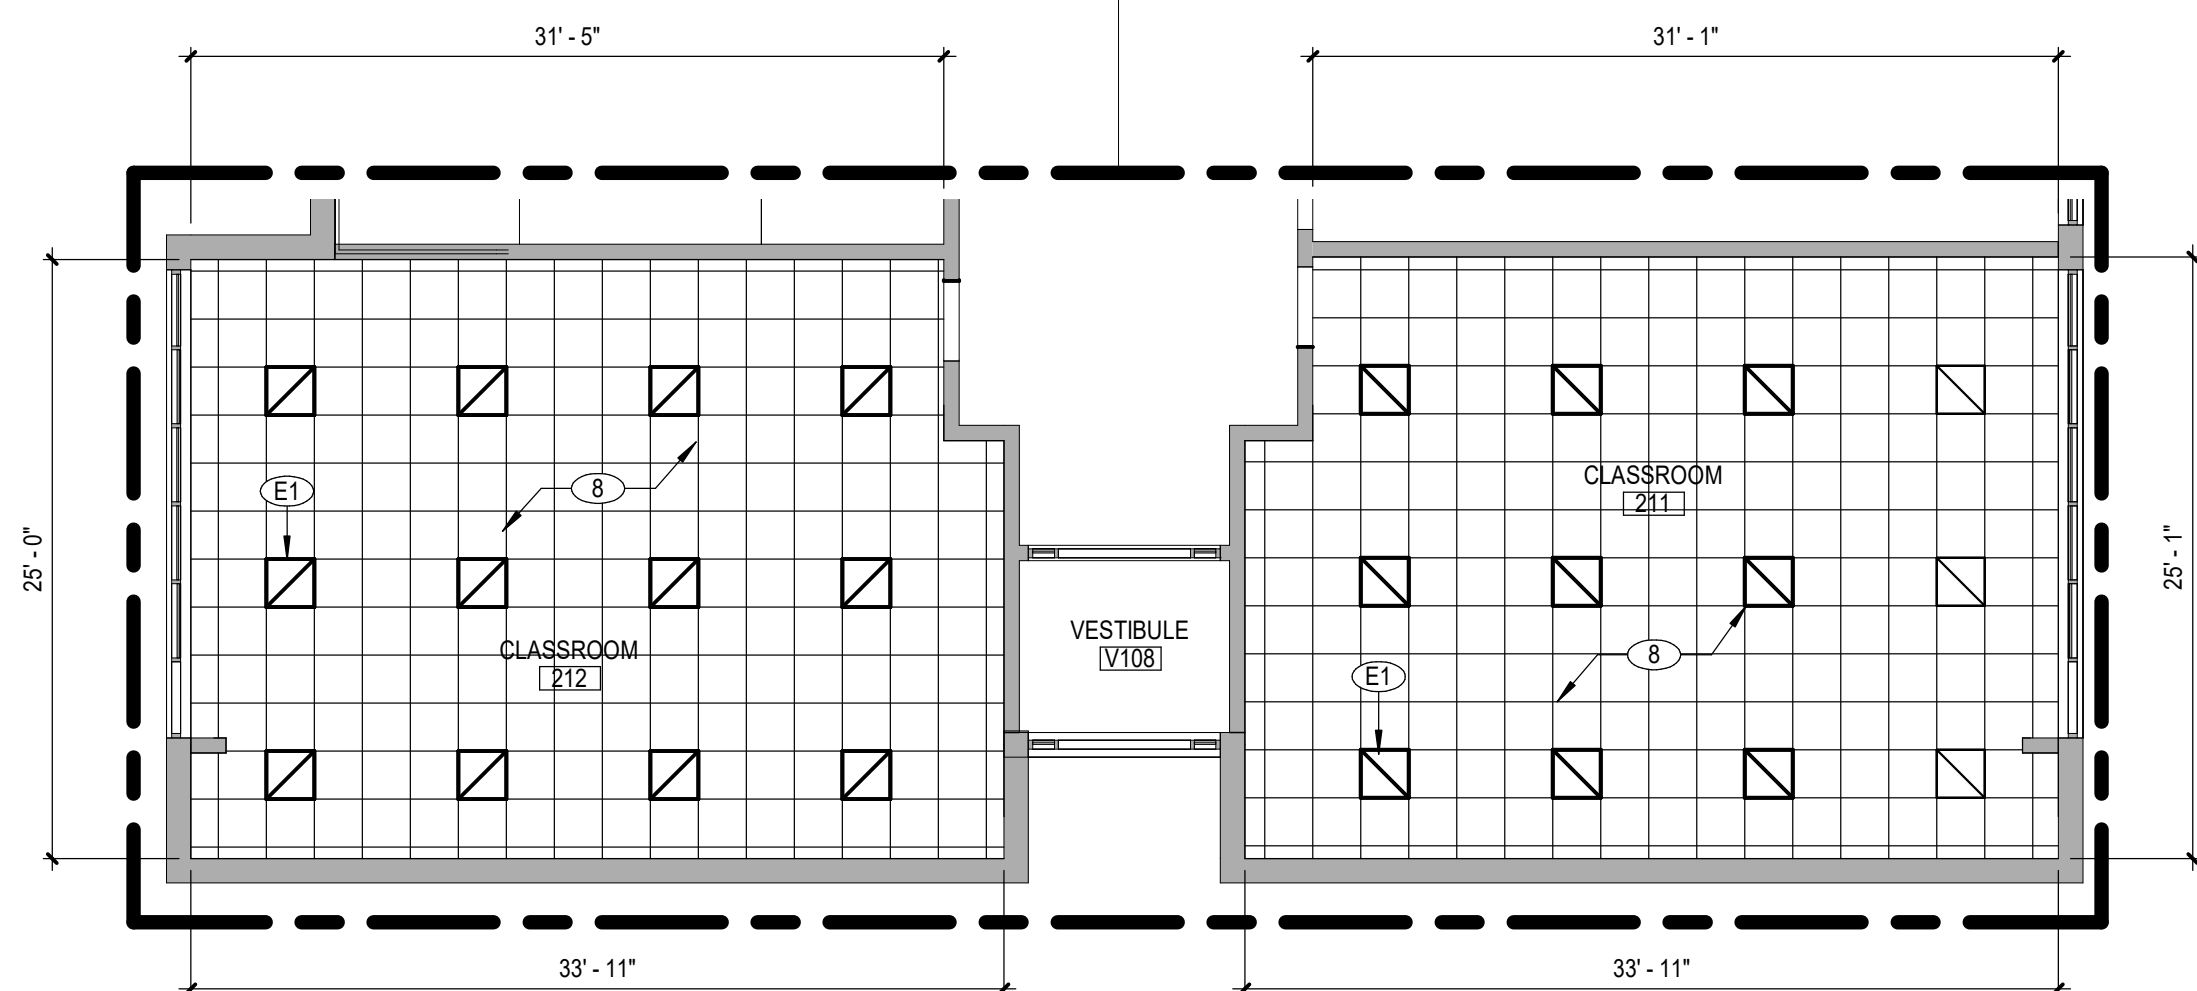 31' - 5"
31' - 1"
CLASSROOM
211
8
E1
25' - 0"
25' - 1"
VESTIBULE
V108
CLASSROOM
212
8
E1
33' - 11"
33' - 11"